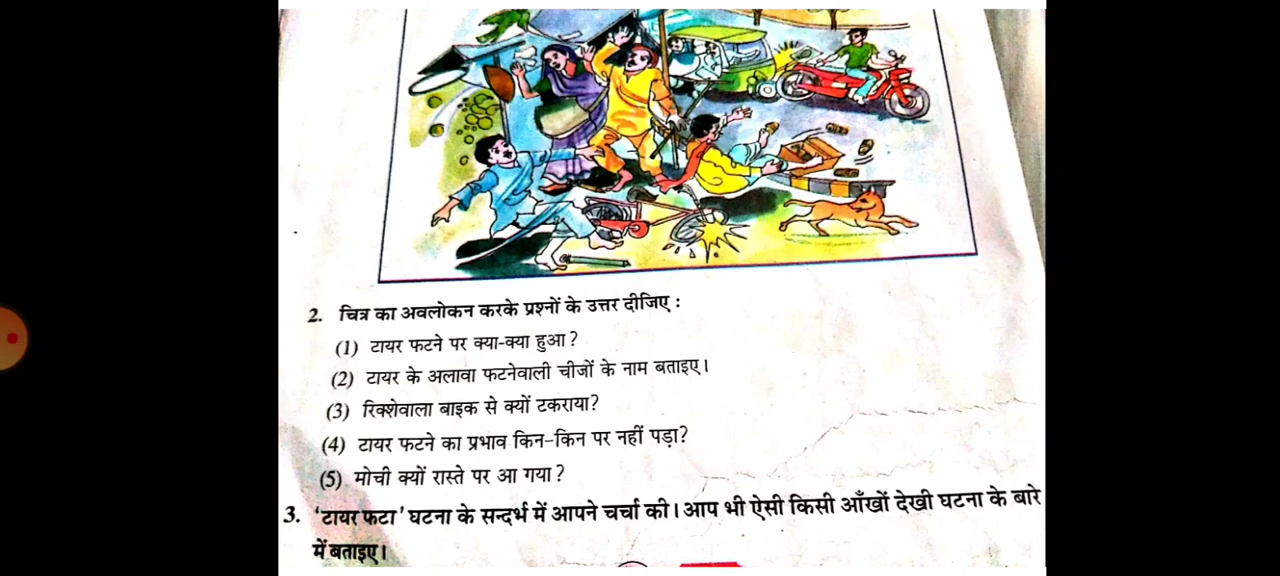 2. चित्र का अवलोकन करके प्रश्नों के उत्तर दीजिए :
(1) टायर फटने पर क्या-क्या हुआ ?
(2) टायर के अलावा फटनेवाली चीजों के नाम बताइए।
(3) रिक्शेवाला बाइक से क्यों टकराया?
(4) टायर फटने का प्रभाव किन-किन पर नहीं पड़ा?
(5) मोची क्यों रास्ते पर आ गया ?
3. 'टायर फटा' घटना के सन्दर्भ में आपने चर्चा की। आप भी ऐसी किसी आँखों देखी घटना के बारे
में बताइए।